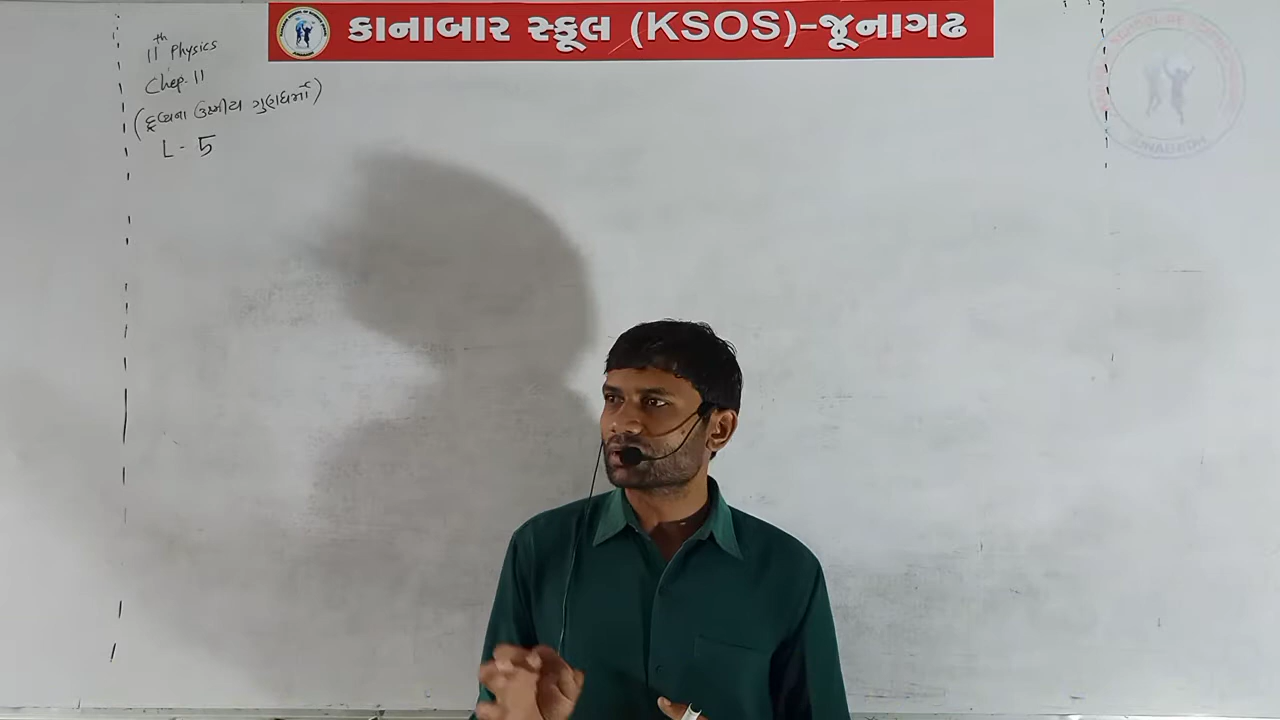 કાનાબાર સ્કૂલ (KSOS)-જૂનાગઢ
11th Physics
Chep. 11
(દ્રવ્યના ઉષ્મીય ગુણધર્મો)
L - 5